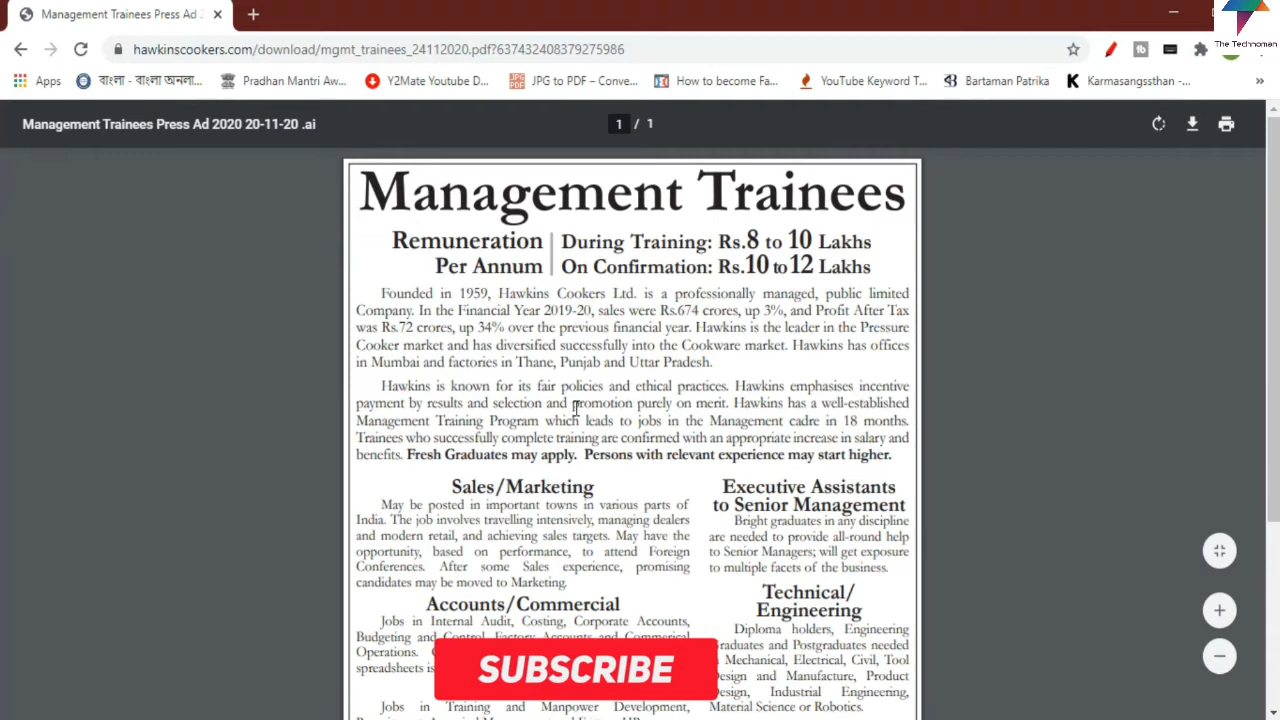 Management Trainees Press Ad 2
The Technoman
hawkinscookers.com/download/mgmt_trainees_24112020.pdf?637432408379275986
Apps
বাংলা - বাংলা অনলা...
Pradhan Mantri Aw...
Y2Mate Youtube D...
JPG to PDF – Conve...
How to become Fa...
YouTube Keyword T...
Bartaman Patrika
Karmasangssthan -...
Management Trainees Press Ad 2020 20-11-20 .ai
1 / 1
Management Trainees
Remuneration
Per Annum
During Training: Rs.8 to 10 Lakhs
On Confirmation: Rs.10 to 12 Lakhs
Founded in 1959, Hawkins Cookers Ltd. is a professionally managed, public limited
Company. In the Financial Year 2019-20, sales were Rs.674 crores, up 3%, and Profit After Tax
was Rs.72 crores, up 34% over the previous financial year. Hawkins is the leader in the Pressure
Cooker market and has diversified successfully into the Cookware market. Hawkins has offices
in Mumbai and factories in Thane, Punjab and Uttar Pradesh.
Hawkins is known for its fair policies and ethical practices. Hawkins emphasises incentive
payment by results and selection and promotion purely on merit. Hawkins has a well-established
Management Training Program which leads to jobs in the Management cadre in 18 months.
Trainees who successfully complete training are confirmed with an appropriate increase in salary and
benefits. Fresh Graduates may apply. Persons with relevant experience may start higher.
Sales/Marketing
May be posted in important towns in various parts of
India. The job involves travelling intensively, managing dealers
and modern retail, and achieving sales targets. May have the
opportunity, based on performance, to attend Foreign
Conferences. After some Sales experience, promising
candidates may be moved to Marketing.
Accounts/Commercial
Jobs in Internal Audit, Costing, Corporate Accounts,
Budgeting and Control, Factory Accounts and Commerical
Operations.
spreadsheets is
Jobs in Training and Manpower Development,
Executive Assistants
to Senior Management
Bright graduates in any discipline
are needed to provide all-round help
to Senior Managers; will get exposure
to multiple facets of the business.
Technical/
Engineering
Diploma holders, Engineering
Graduates and Postgraduates needed
in Mechanical, Electrical, Civil, Tool
Design and Manufacture, Product
Design, Industrial Engineering,
Material Science or Robotics.
SUBSCRIBE